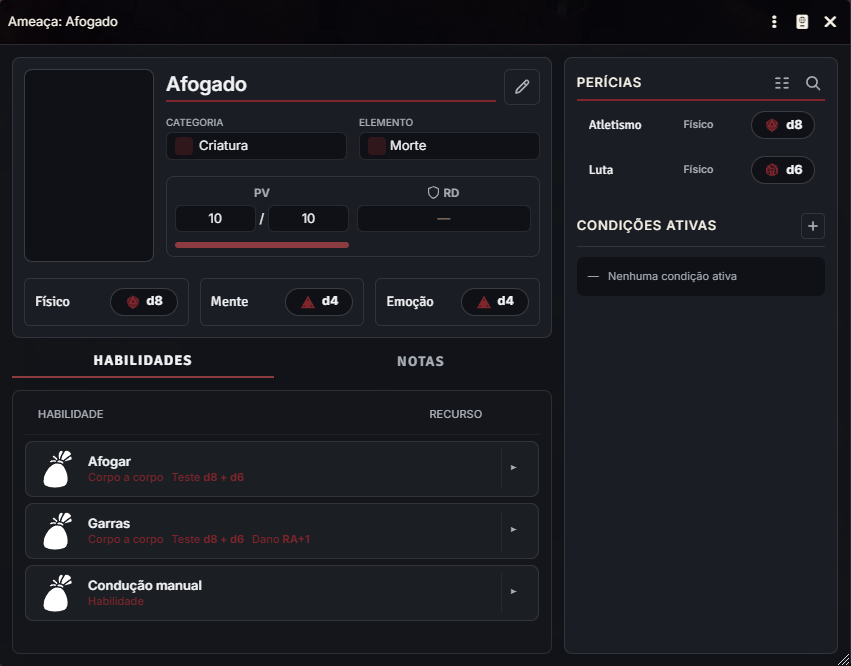 Ameaça: Afogado
Afogado
CATEGORIA
ELEMENTO
Criatura
Morte
PV
RD
10 / 10
—
Físico d8
Mente d4
Emoção d4
HABILIDADES
NOTAS
HABILIDADE
RECURSO
Afogar
Corpo a corpo Teste d8 + d6
Garras
Corpo a corpo Teste d8 + d6 Dano RA+1
Condução manual
Habilidade
PERÍCIAS
Atletismo Físico d8
Luta Físico d6
CONDIÇÕES ATIVAS
— Nenhuma condição ativa